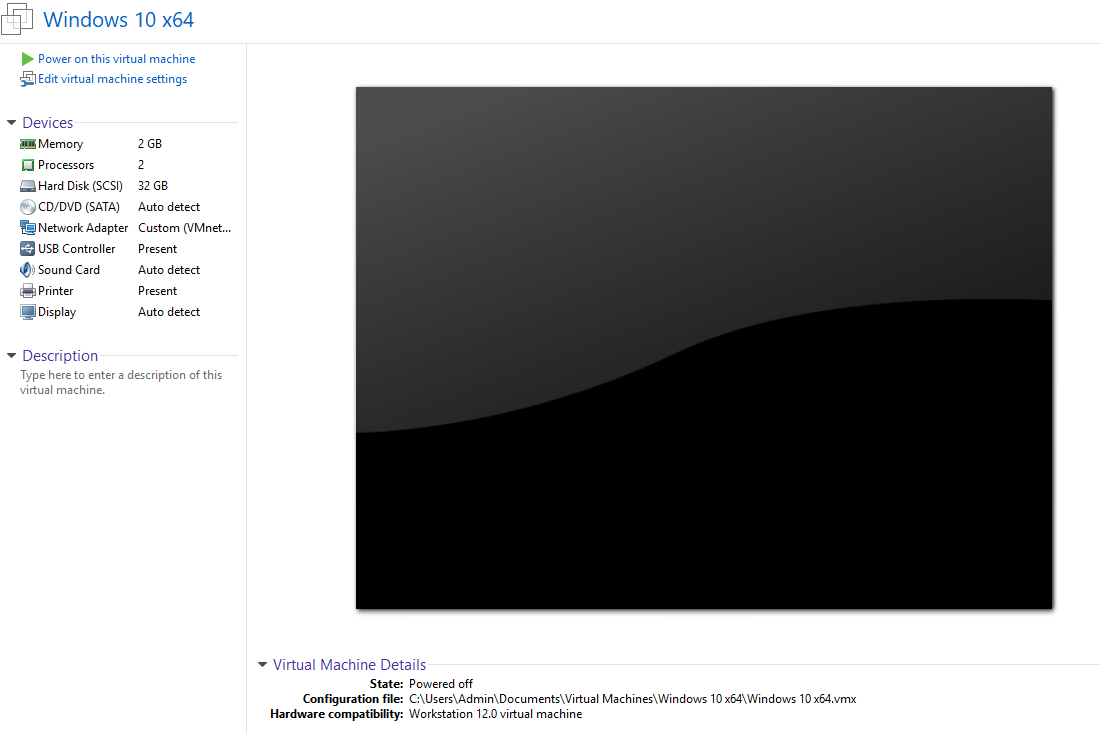 Windows 10 x64
Power on this virtual machine
Edit virtual machine settings
Devices
Memory 2 GB
Processors 2
Hard Disk (SCSI) 32 GB
CD/DVD (SATA) Auto detect
Network Adapter Custom (VMnet...
USB Controller Present
Sound Card Auto detect
Printer Present
Display Auto detect
Description
Type here to enter a description of this
virtual machine.
Virtual Machine Details
State: Powered off
Configuration file: C:\Users\Admin\Documents\Virtual Machines\Windows 10 x64\Windows 10 x64.vmx
Hardware compatibility: Workstation 12.0 virtual machine